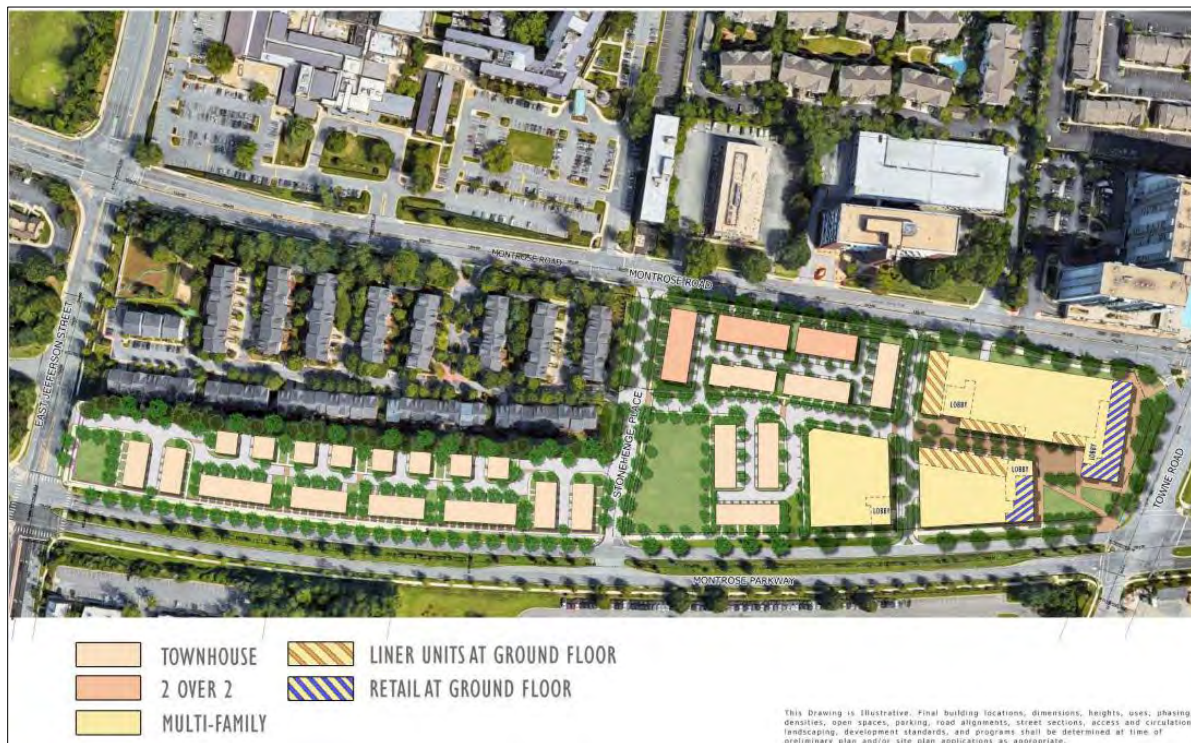 MONTROSE ROAD
MONTROSE ROAD
EAST JEFFERSON STREET
STONEHENGE PLACE
LOBBY
LOBBY
LOBBY
LOBBY
TOWNE ROAD
MONTROSE PARKWAY
TOWNHOUSE
2 OVER 2
MULTI-FAMILY
LINER UNITS AT GROUND FLOOR
RETAIL AT GROUND FLOOR
This Drawing is Illustrative. Final building locations, dimensions, heights, uses, phasing,
densities, open spaces, parking, road alignments, street sections, access and circulation,
landscaping, development standards, and programs shall be determined at time of
preliminary plan and/or site plan applications as appropriate.